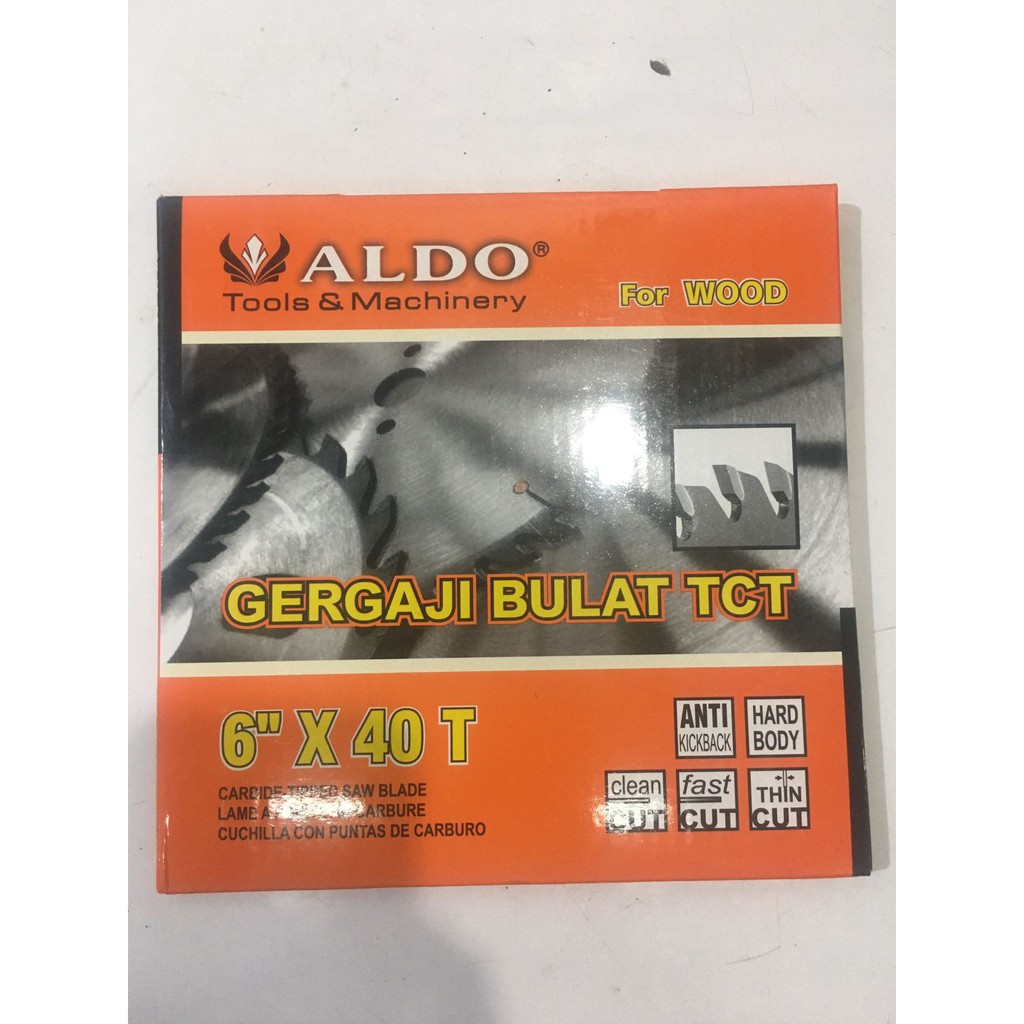 ALDO®
Tools & Machinery
For WOOD
GERGAJI BULAT TCT
6" X 40 T
ANTI
KICKBACK
HARD
BODY
CARBIDE TIPPED SAW BLADE
LAME A CARBURE
CUCHILLA CON PUNTAS DE CARBURO
clean
CUT
fast
CUT
THIN
CUT